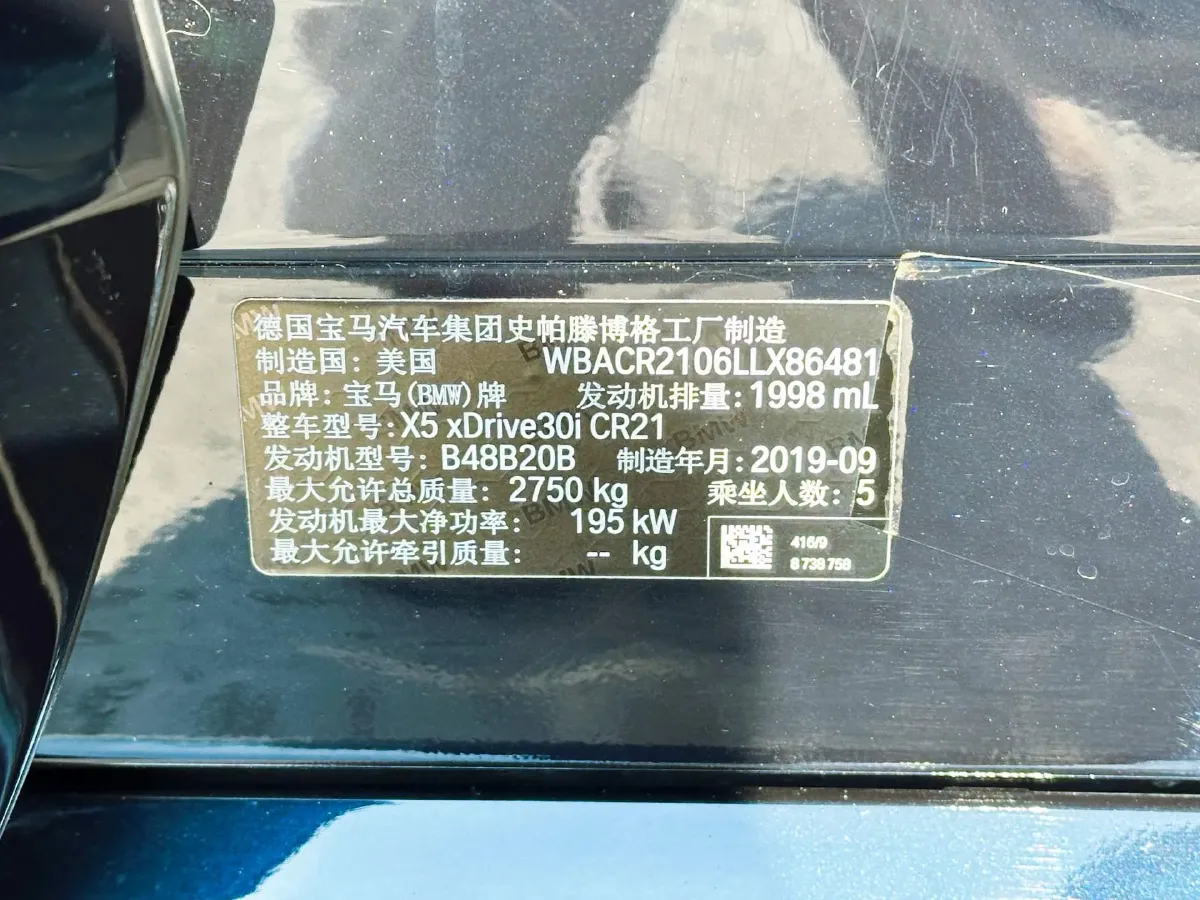 德国宝马汽车集团史帕滕博格工厂制造
制造国：美国 WBACR2106LLX86481
品牌：宝马(BMW)牌 发动机排量：1998 mL
整车型号：X5 xDrive30i CR21
发动机型号：B48B20B 制造年月：2019-09
最大允许总质量：2750 kg 乘坐人数：5
发动机最大净功率：195 kW
最大允许牵引质量：-- kg
416/9
8 738 758